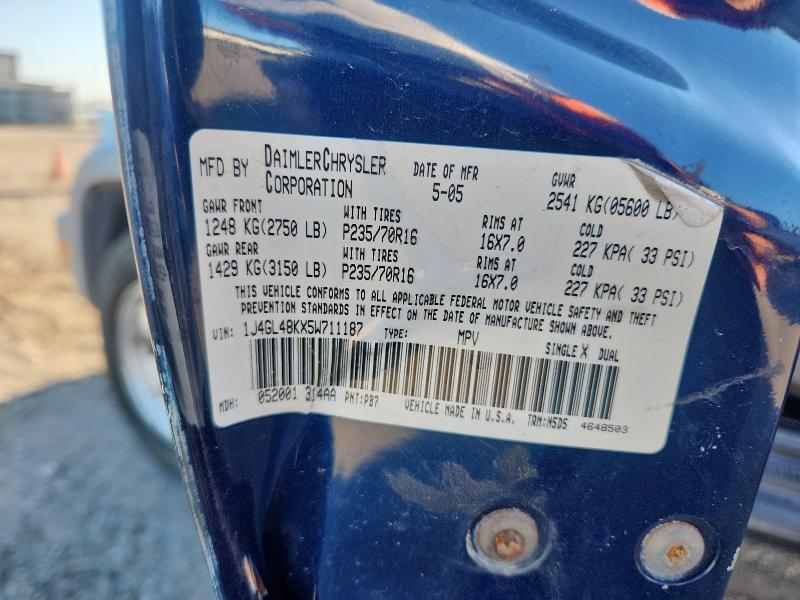 MFD BY DAIMLERCHRYSLER CORPORATION DATE OF MFR 5-05 GVWR 2541 KG(05600 LB)
GAWR FRONT WITH TIRES RIMS AT COLD
1248 KG(2750 LB) P235/70R16 16X7.0 227 KPA( 33 PSI)
GAWR REAR WITH TIRES RIMS AT COLD
1429 KG(3150 LB) P235/70R16 16X7.0 227 KPA( 33 PSI)
THIS VEHICLE CONFORMS TO ALL APPLICABLE FEDERAL MOTOR VEHICLE SAFETY AND THEFT
PREVENTION STANDARDS IN EFFECT ON THE DATE OF MANUFACTURE SHOWN ABOVE.
VIN: 1J4GL48KX5W711187 TYPE: MPV SINGLE X DUAL
MDH: 052001 314AA PNT:PB7 VEHICLE MADE IN U.S.A. TRM:N5D5 4648503